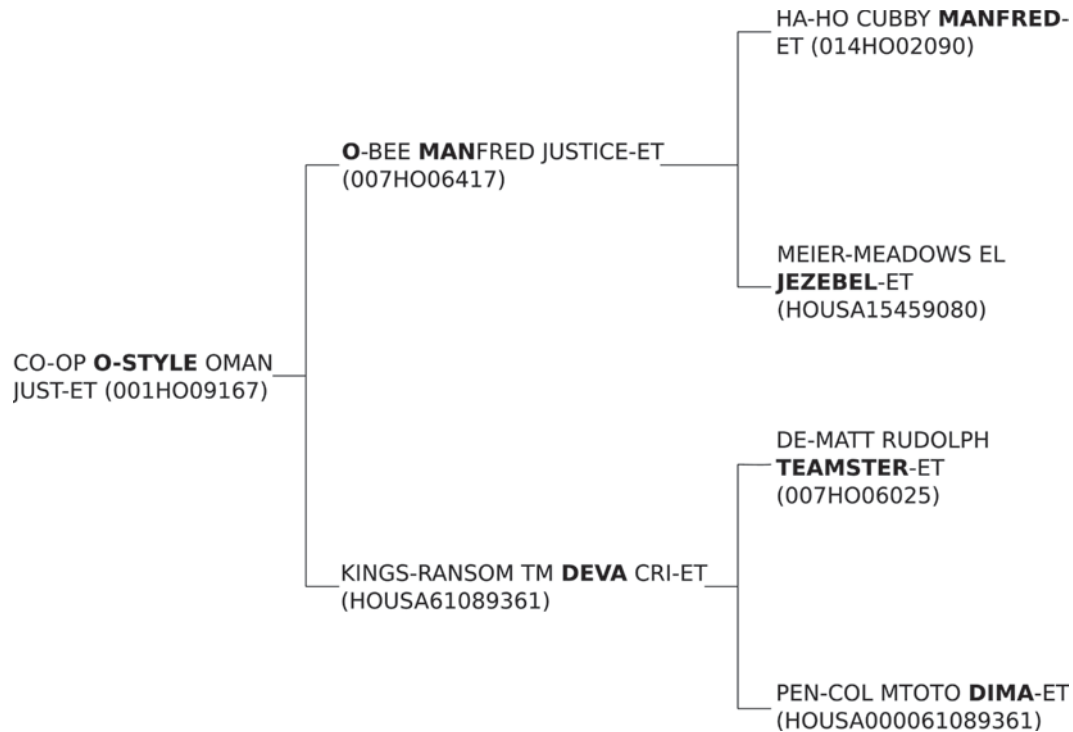 HA-HO CUBBY MANFRED-
ET (014HO02090)
O-BEE MANFRED JUSTICE-ET
(007HO06417)
MEIER-MEADOWS EL
JEZEBEL-ET
(HOUSA15459080)
CO-OP O-STYLE OMAN
JUST-ET (001HO09167)
DE-MATT RUDOLPH
TEAMSTER-ET
(007HO06025)
KINGS-RANSOM TM DEVA CRI-ET
(HOUSA61089361)
PEN-COL MTOTO DIMA-ET
(HOUSA000061089361)